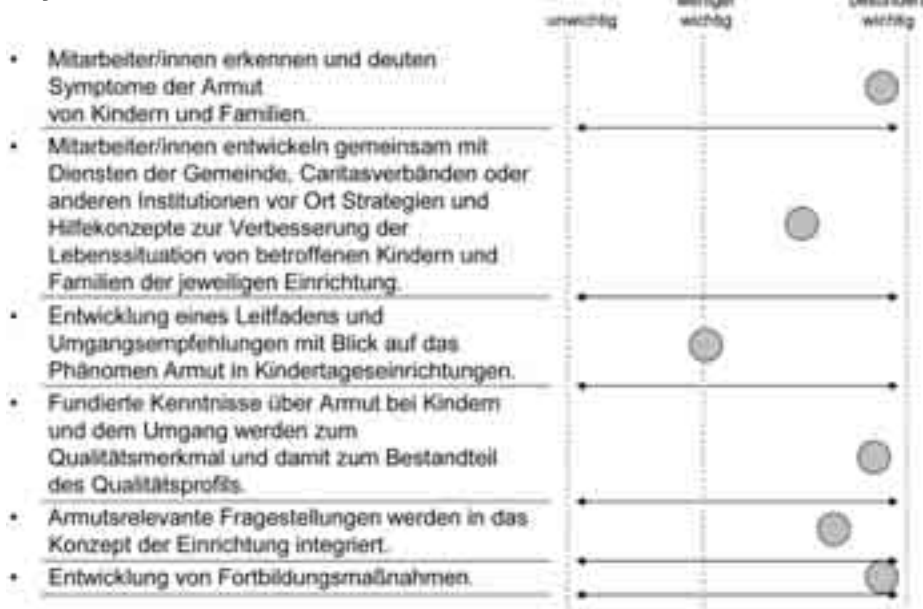 unwichtig
weniger
wichtig
besonders
wichtig
• Mitarbeiter/innen erkennen und deuten
Symptome der Armut
von Kindern und Familien.
• Mitarbeiter/innen entwickeln gemeinsam mit
Diensten der Gemeinde, Caritasverbänden oder
anderen Institutionen vor Ort Strategien und
Hilfekonzepte zur Verbesserung der
Lebenssituation von betroffenen Kindern und
Familien der jeweiligen Einrichtung.
• Entwicklung eines Leitfadens und
Umgangsempfehlungen mit Blick auf das
Phänomen Armut in Kindertageseinrichtungen.
• Fundierte Kenntnisse über Armut bei Kindern
und dem Umgang werden zum
Qualitätsmerkmal und damit zum Bestandteil
des Qualitätsprofils.
• Armutsrelevante Fragestellungen werden in das
Konzept der Einrichtung integriert.
• Entwicklung von Fortbildungsmaßnahmen.